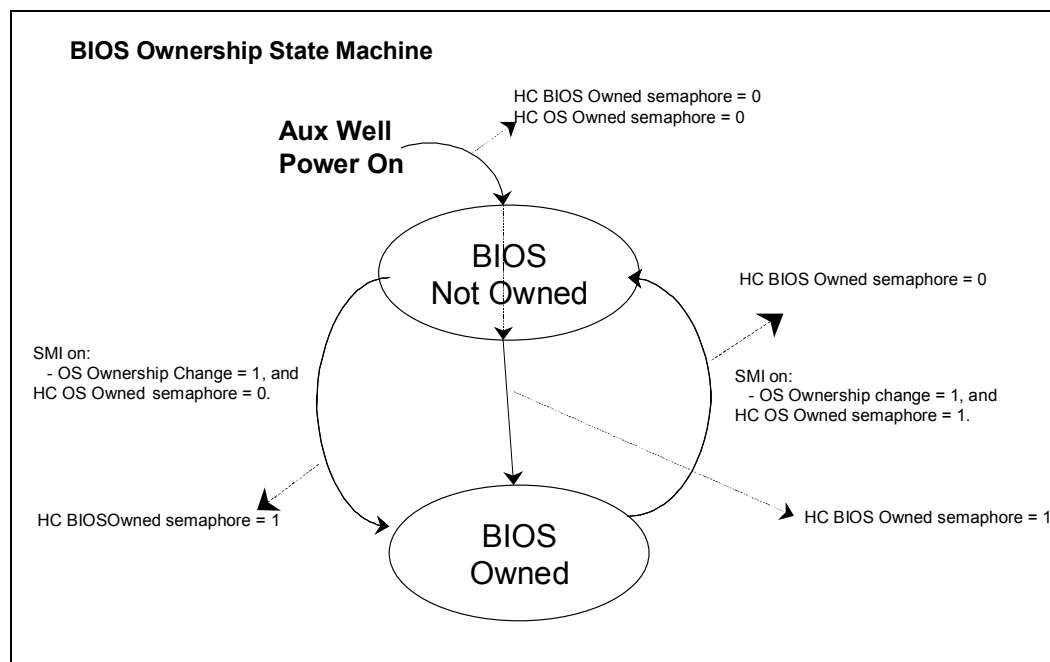 BIOS Ownership State Machine
HC BIOS Owned semaphore = 0
HC OS Owned semaphore = 0
Aux Well
Power On
BIOS
Not Owned
HC BIOS Owned semaphore = 0
SMI on:
- OS Ownership Change = 1, and
HC OS Owned semaphore = 0.
SMI on:
- OS Ownership change = 1, and
HC OS Owned semaphore = 1.
HC BIOSOwned semaphore = 1
HC BIOS Owned semaphore = 1
BIOS
Owned